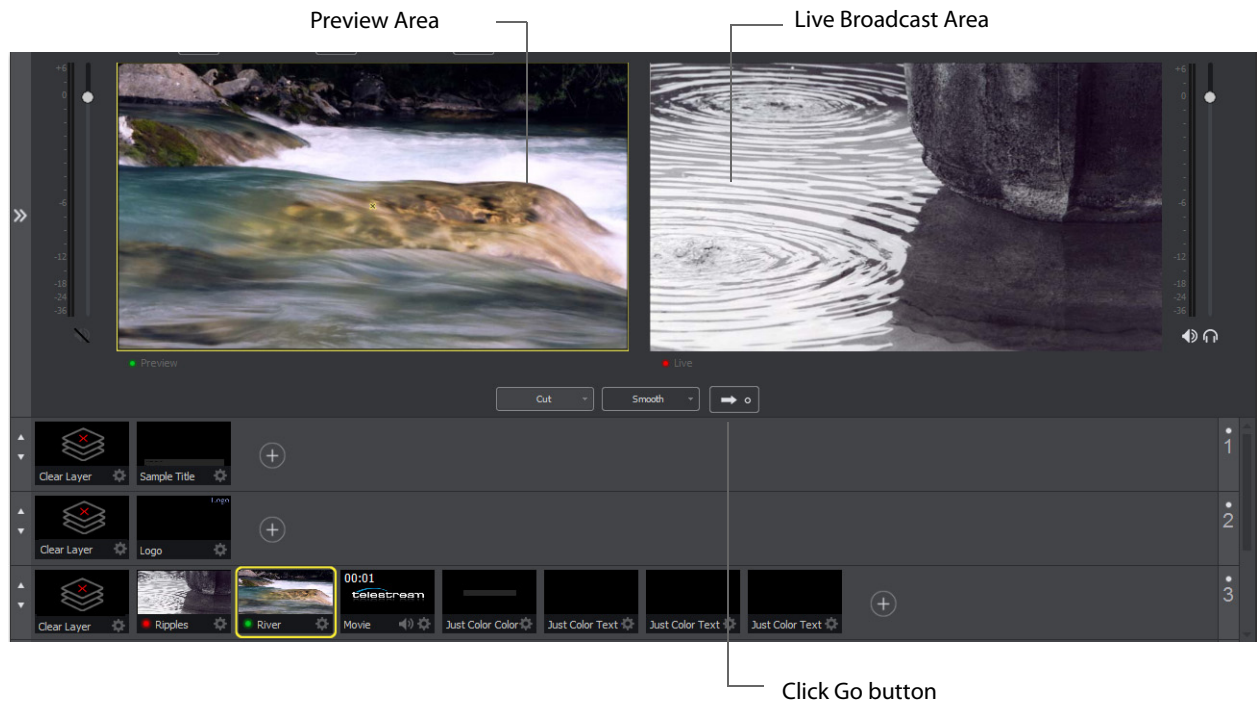 Preview Area
Live Broadcast Area
+6
0
-6
-12
-18
-24
-36
+6
0
-6
-12
-18
-24
-36
Preview
Live
Cut
Smooth
Clear Layer
Sample Title
1
Logo
Clear Layer
Logo
2
00:01
telestream
Clear Layer
Ripples
River
Movie
Just Color Color
Just Color Text
Just Color Text
Just Color Text
3
Click Go button